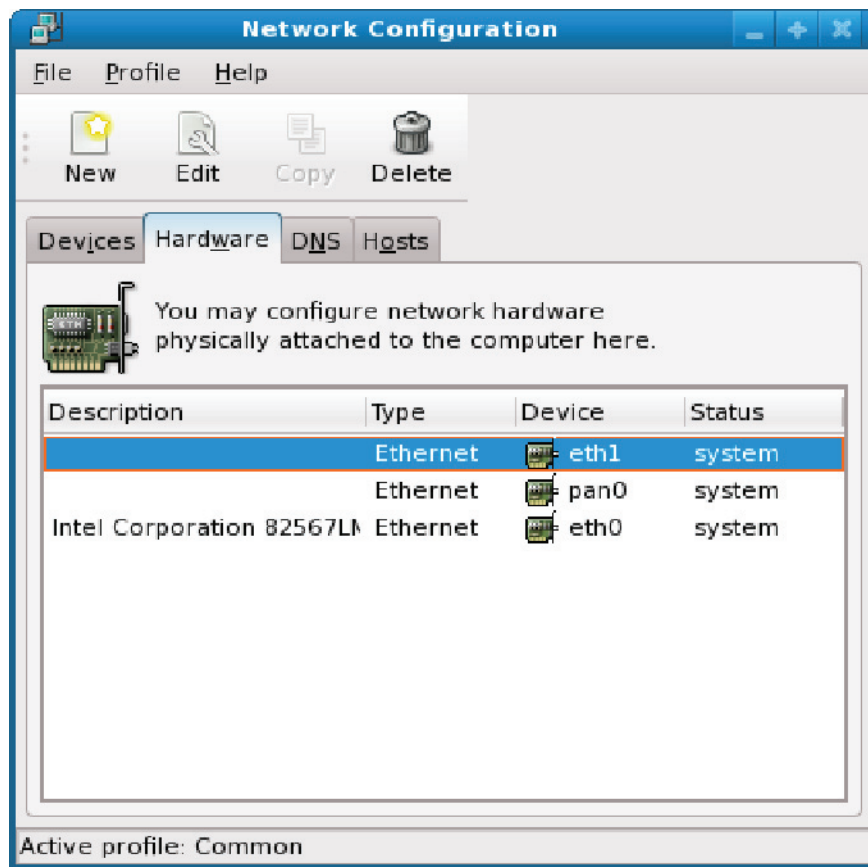 Network Configuration
File Profile Help
New Edit Copy Delete
Devices Hardware DNS Hosts
ETH
You may configure network hardware
physically attached to the computer here.
Description Type Device Status
Ethernet eth1 system
Ethernet pan0 system
Intel Corporation 82567LM Ethernet eth0 system
Active profile: Common